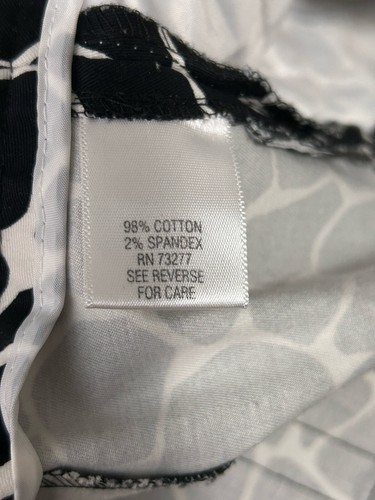 98% COTTON
2% SPANDEX
RN 73277
SEE REVERSE
FOR CARE